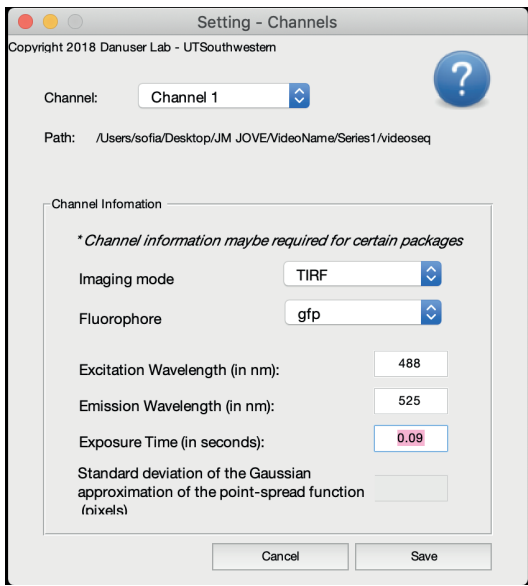 Setting - Channels
Copyright 2018 Danuser Lab - UTSouthwestern
?
Channel: Channel 1
Path: /Users/sofia/Desktop/JM JOVE/VideoName/Series1/videoseq
Channel Infomation
* Channel information maybe required for certain packages
Imaging mode TIRF
Fluorophore gfp
Excitation Wavelength (in nm): 488
Emission Wavelength (in nm): 525
Exposure Time (in seconds): 0.09
Standard deviation of the Gaussian
approximation of the point-spread function
(pixels)
Cancel Save